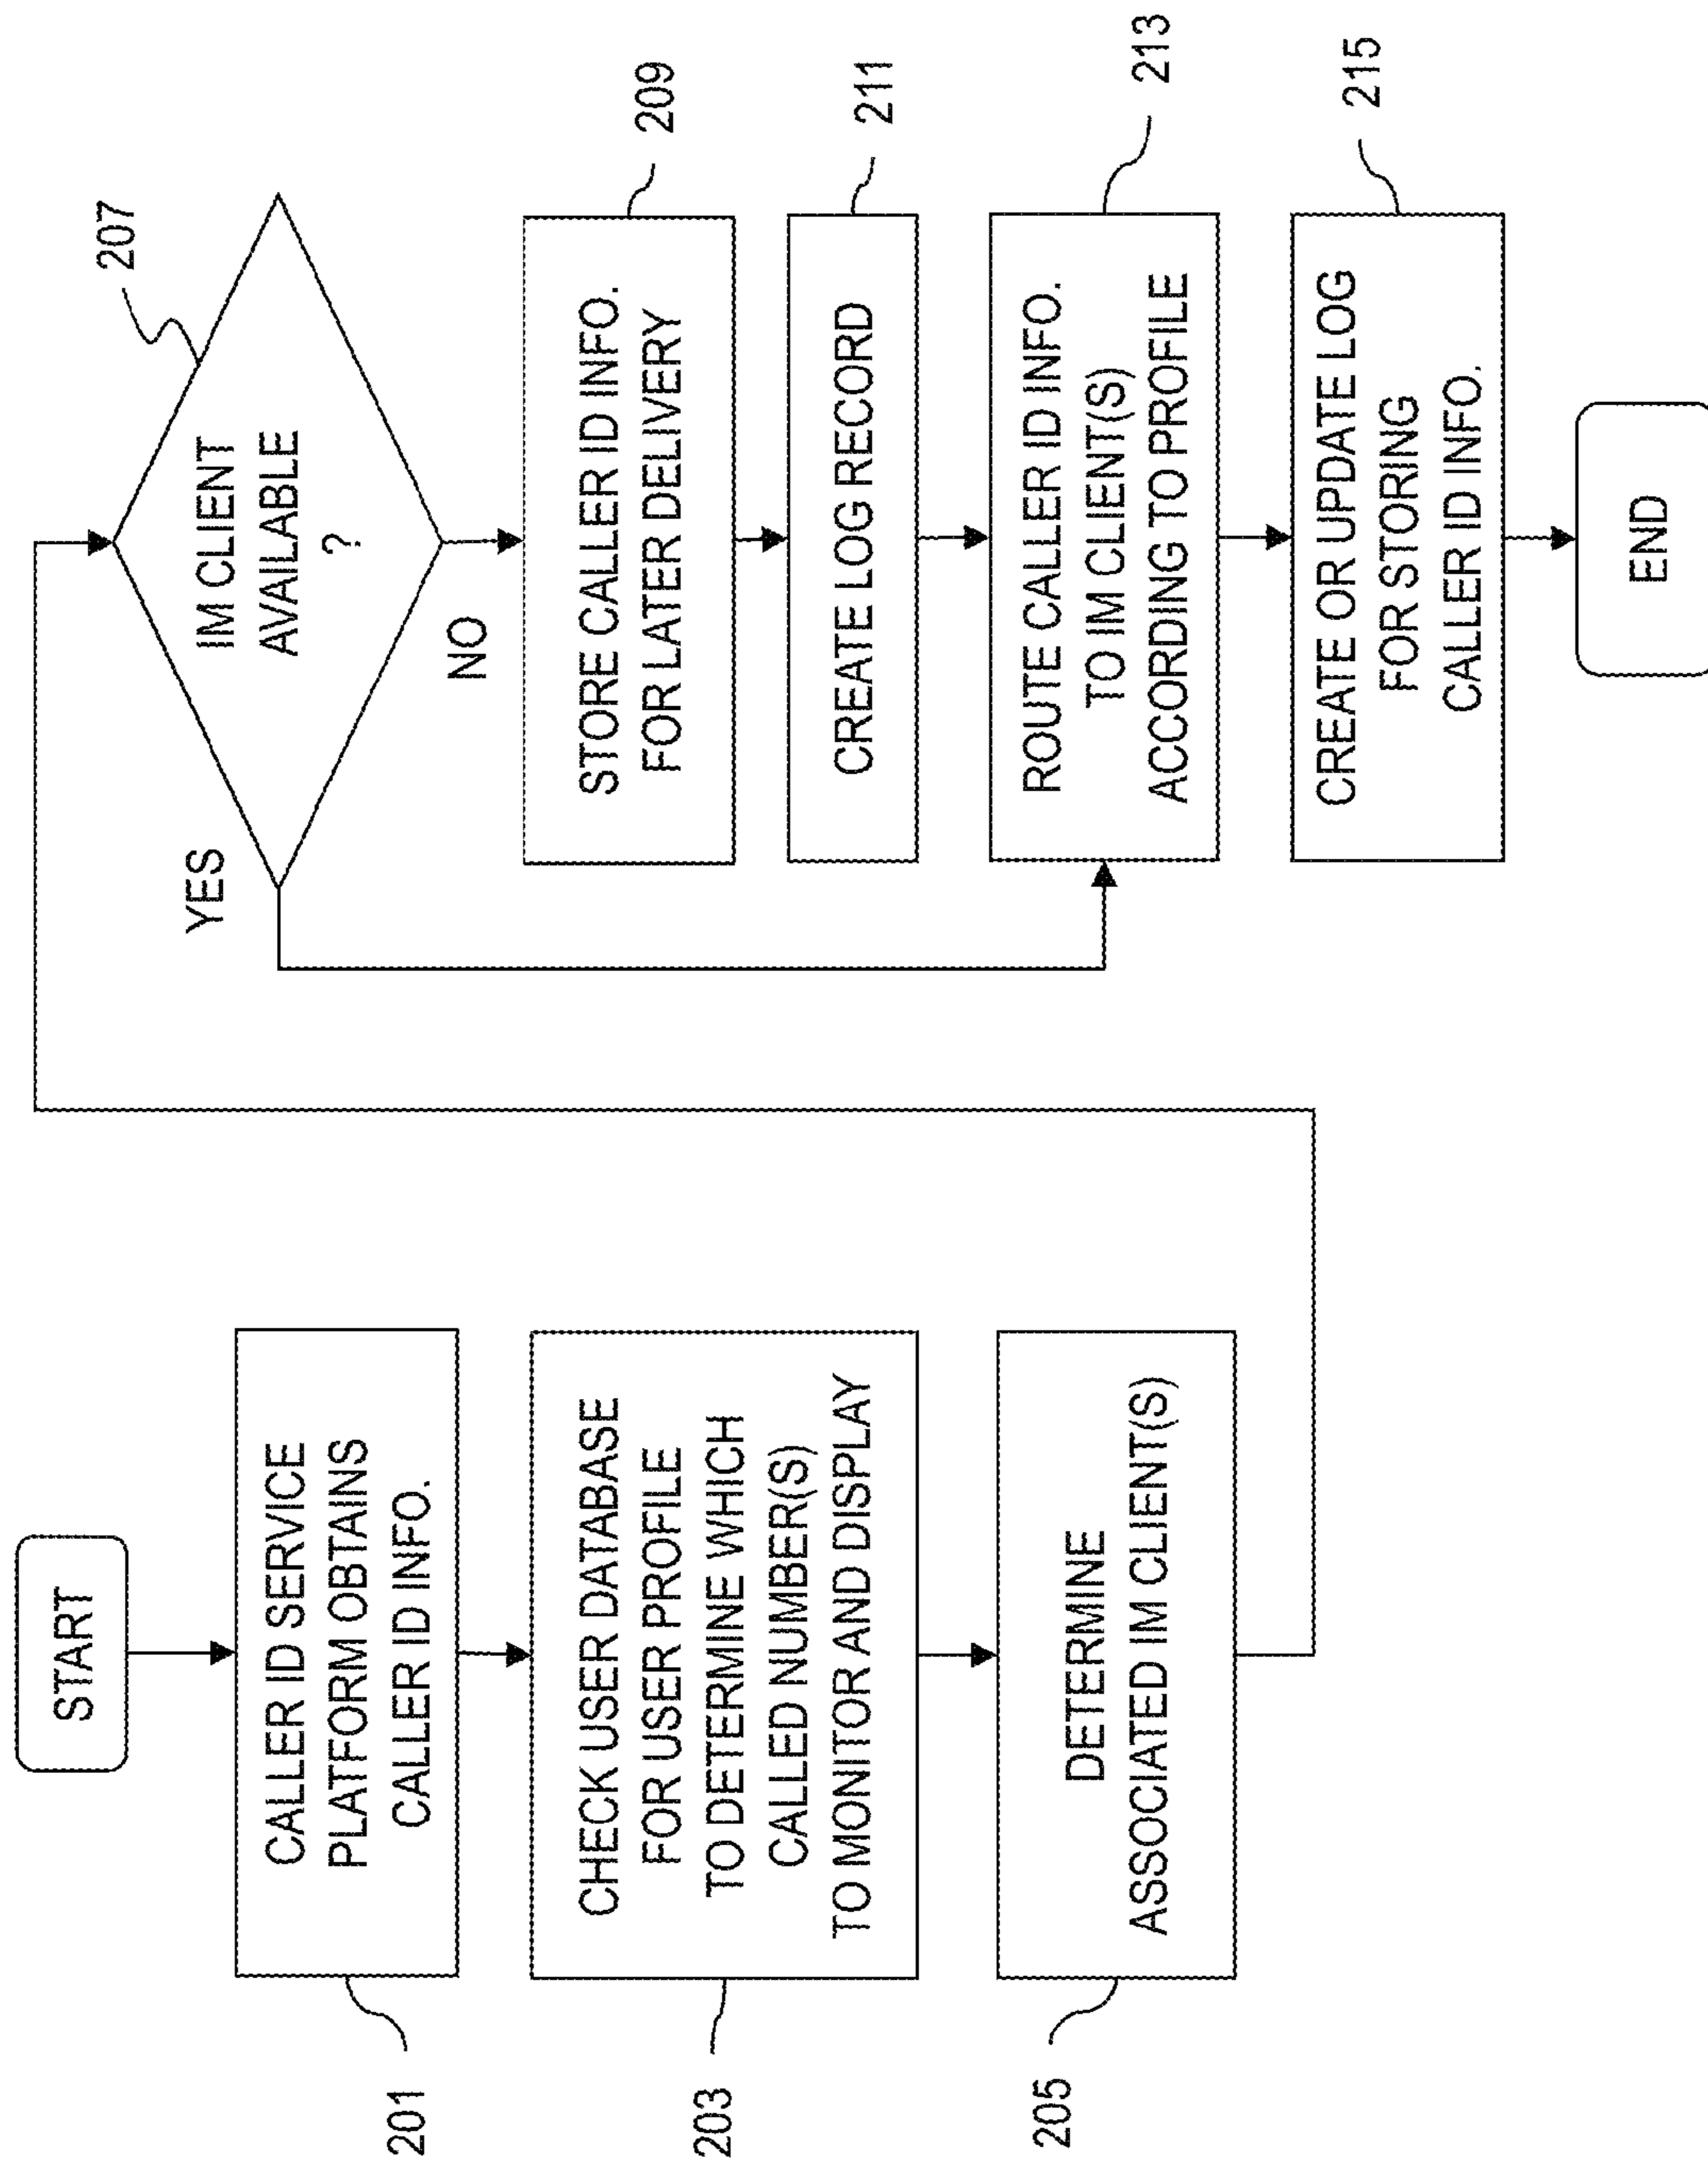 START
CALLER ID SERVICE
PLATFORM OBTAINS
CALLER ID INFO.
201
CHECK USER DATABASE
FOR USER PROFILE
TO DETERMINE WHICH
CALLED NUMBER(S)
TO MONITOR AND DISPLAY
203
DETERMINE
ASSOCIATED IM CLIENT(S)
205
IM CLIENT
AVAILABLE
?
207
YES
NO
STORE CALLER ID INFO.
FOR LATER DELIVERY
209
CREATE LOG RECORD
211
ROUTE CALLER ID INFO.
TO IM CLIENT(S)
ACCORDING TO PROFILE
213
CREATE OR UPDATE LOG
FOR STORING
CALLER ID INFO.
215
END